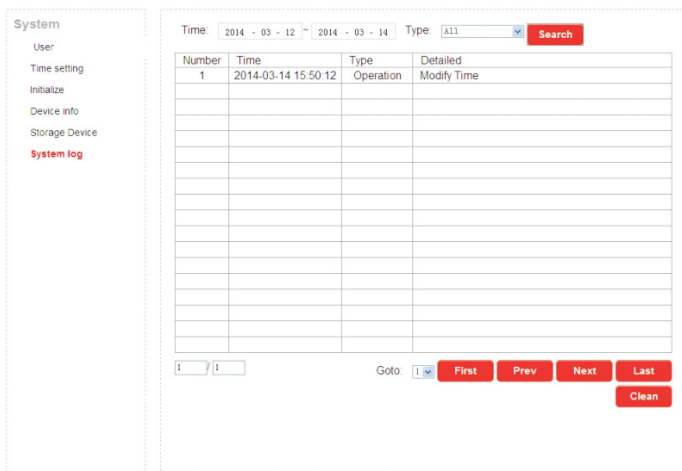 System
User
Time setting
Initialize
Device info
Storage Device
System log
Time: 2014 - 03 - 12 ~ 2014 - 03 - 14 Type: All Search
Number Time Type Detailed
1 2014-03-14 15:50:12 Operation Modify Time
1 / 1 Goto: 1 First Prev Next Last
Clean